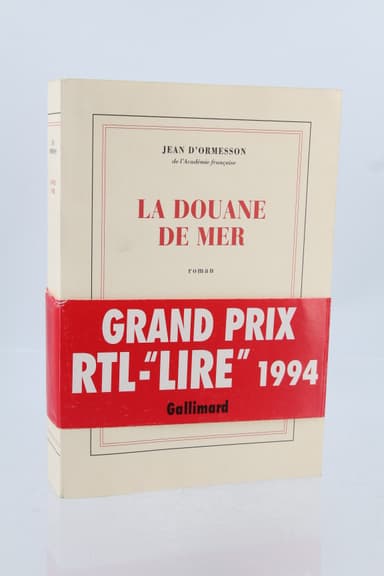 JEAN D'ORMESSON
de l'Académie française
LA DOUANE
DE MER
roman
GRAND PRIX
RTL-"LIRE" 1994
Gallimard